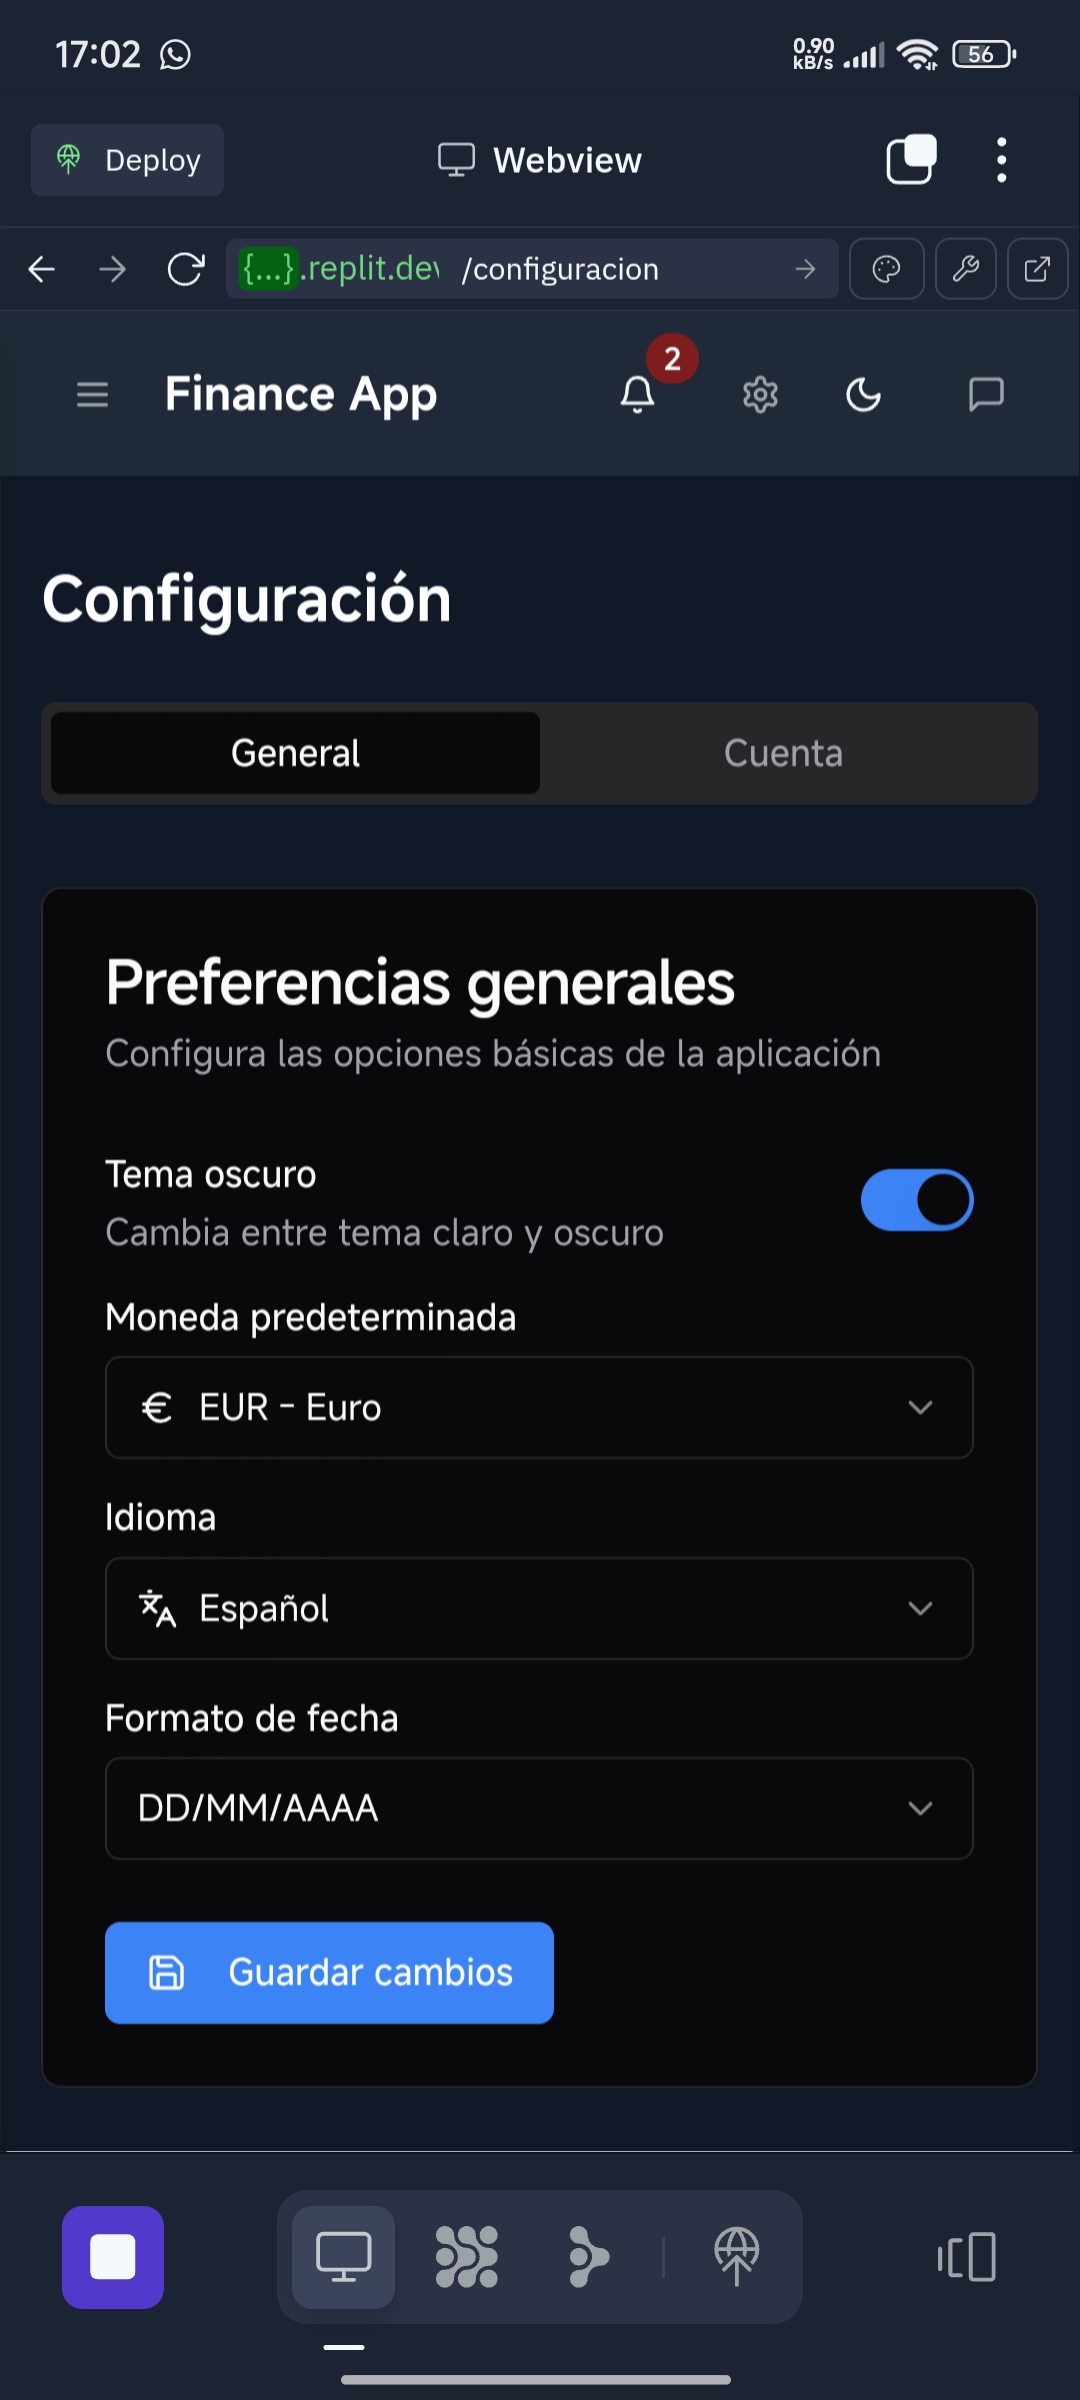 17:02
0.90
kB/s
56
Deploy
Webview
{...}.replit.dev /configuracion
2
Finance App
Configuración
General
Cuenta
Preferencias generales
Configura las opciones básicas de la aplicación
Tema oscuro
Cambia entre tema claro y oscuro
Moneda predeterminada
€ EUR - Euro
Idioma
Español
Formato de fecha
DD/MM/AAAA
Guardar cambios